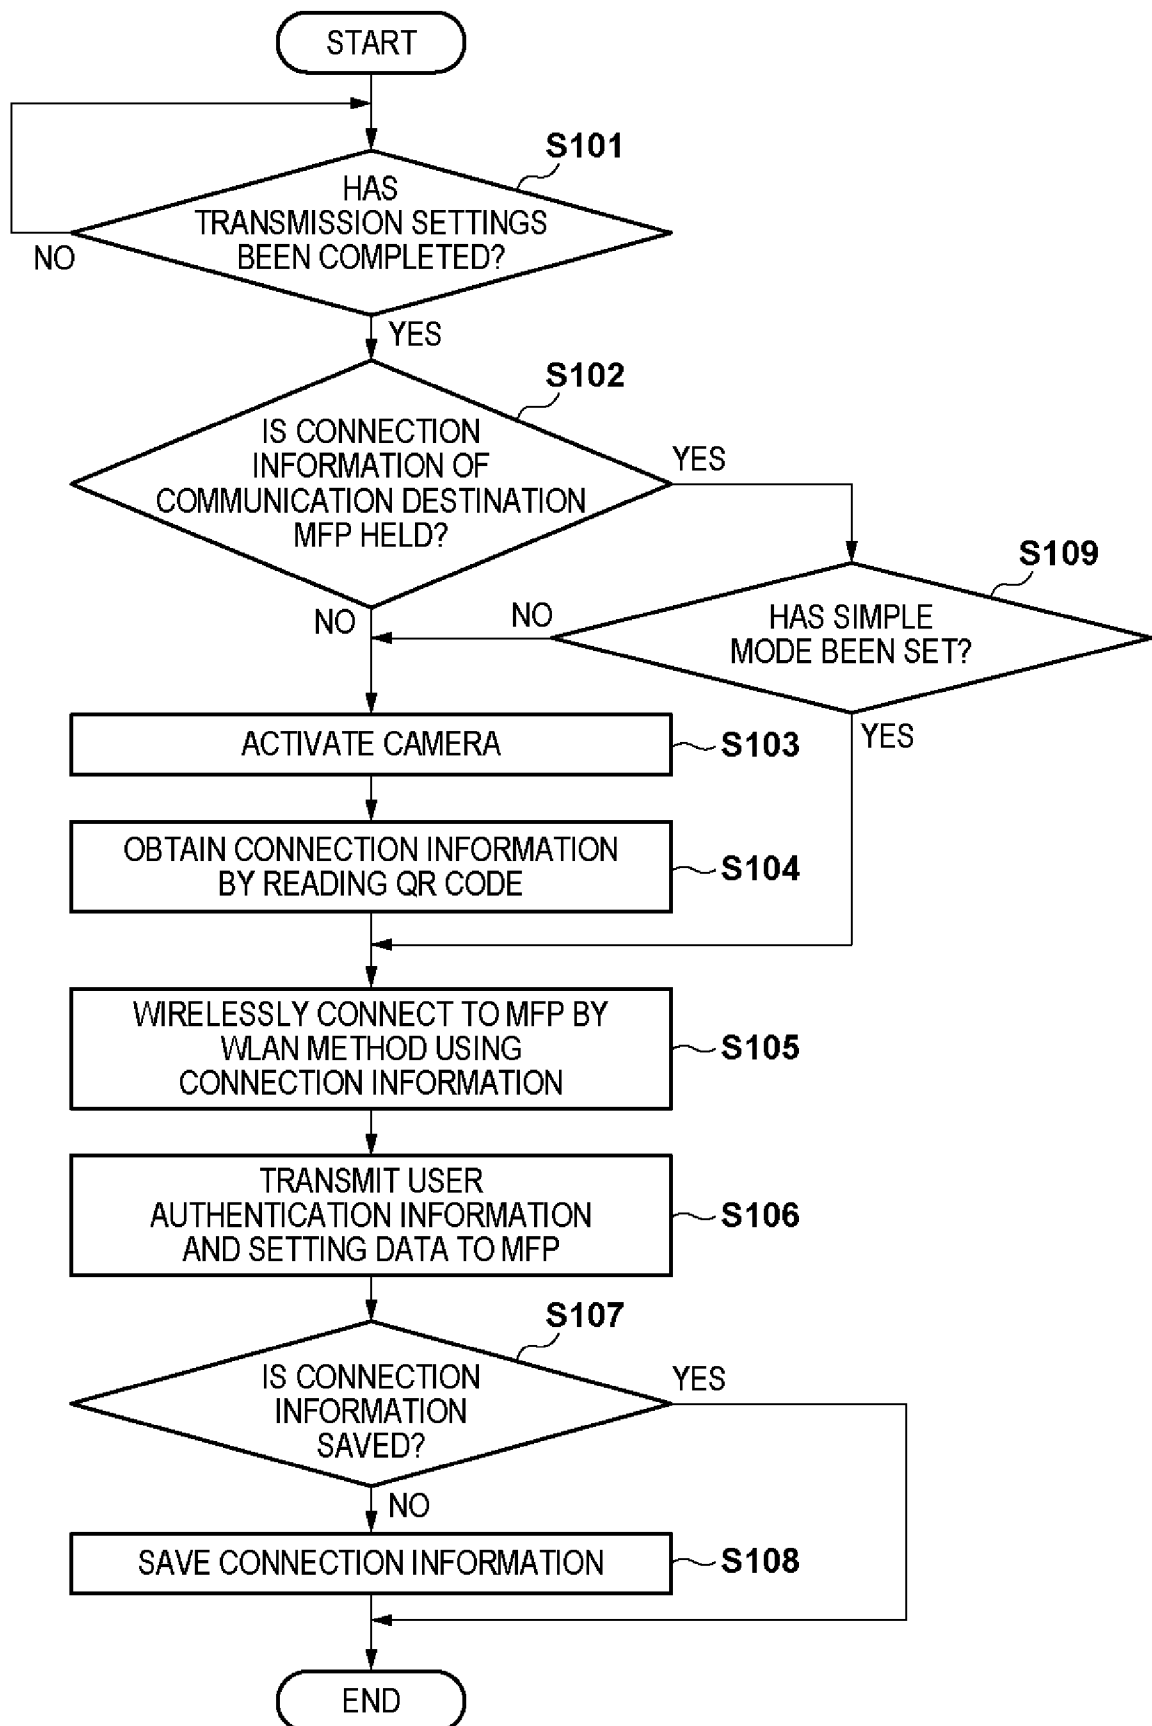 START
S101
HAS
TRANSMISSION SETTINGS
BEEN COMPLETED?
NO
YES
S102
IS CONNECTION
INFORMATION OF
COMMUNICATION DESTINATION
MFP HELD?
YES
NO
S109
HAS SIMPLE
MODE BEEN SET?
NO
YES
ACTIVATE CAMERA
S103
OBTAIN CONNECTION INFORMATION
BY READING QR CODE
S104
WIRELESSLY CONNECT TO MFP BY
WLAN METHOD USING
CONNECTION INFORMATION
S105
TRANSMIT USER
AUTHENTICATION INFORMATION
AND SETTING DATA TO MFP
S106
S107
IS CONNECTION
INFORMATION
SAVED?
YES
NO
SAVE CONNECTION INFORMATION
S108
END